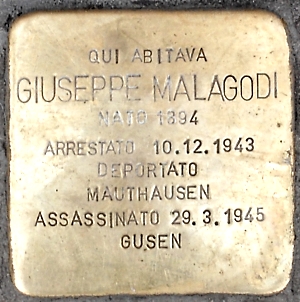 QUI ABITAVA
GIUSEPPE MALAGODI
NATO 1894
ARRESTATO 10.12.1943
DEPORTATO
MAUTHAUSEN
ASSASSINATO 29.3.1945
GUSEN